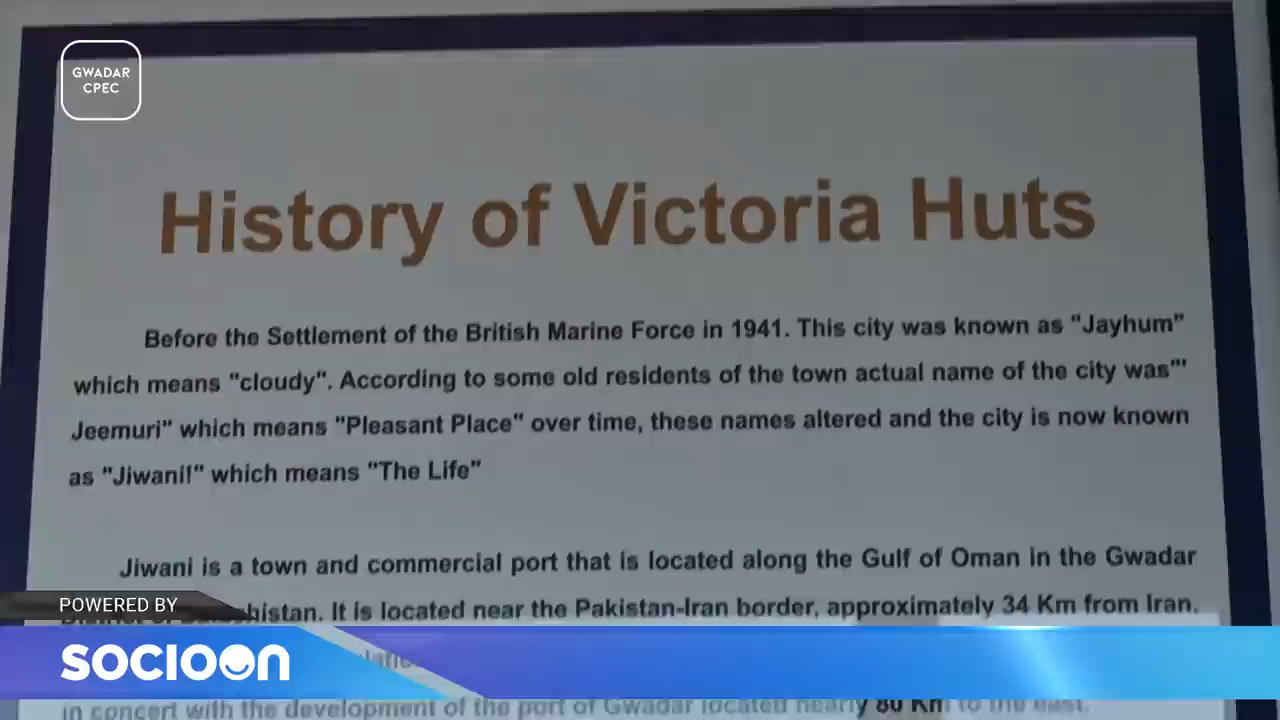 GWADAR
CPEC
History of Victoria Huts
Before the Settlement of the British Marine Force in 1941. This city was known as "Jayhum"
which means "cloudy". According to some old residents of the town actual name of the city was"'
Jeemuri" which means "Pleasant Place" over time, these names altered and the city is now known
as "Jiwani!" which means "The Life"
Jiwani is a town and commercial port that is located along the Gulf of Oman in the Gwadar
It is located near the Pakistan-Iran border, approximately 34 Km from Iran.
POWERED BY
SOCIOON
in concert with the development of the port of Gwadar located nearly 80 Km to the east.